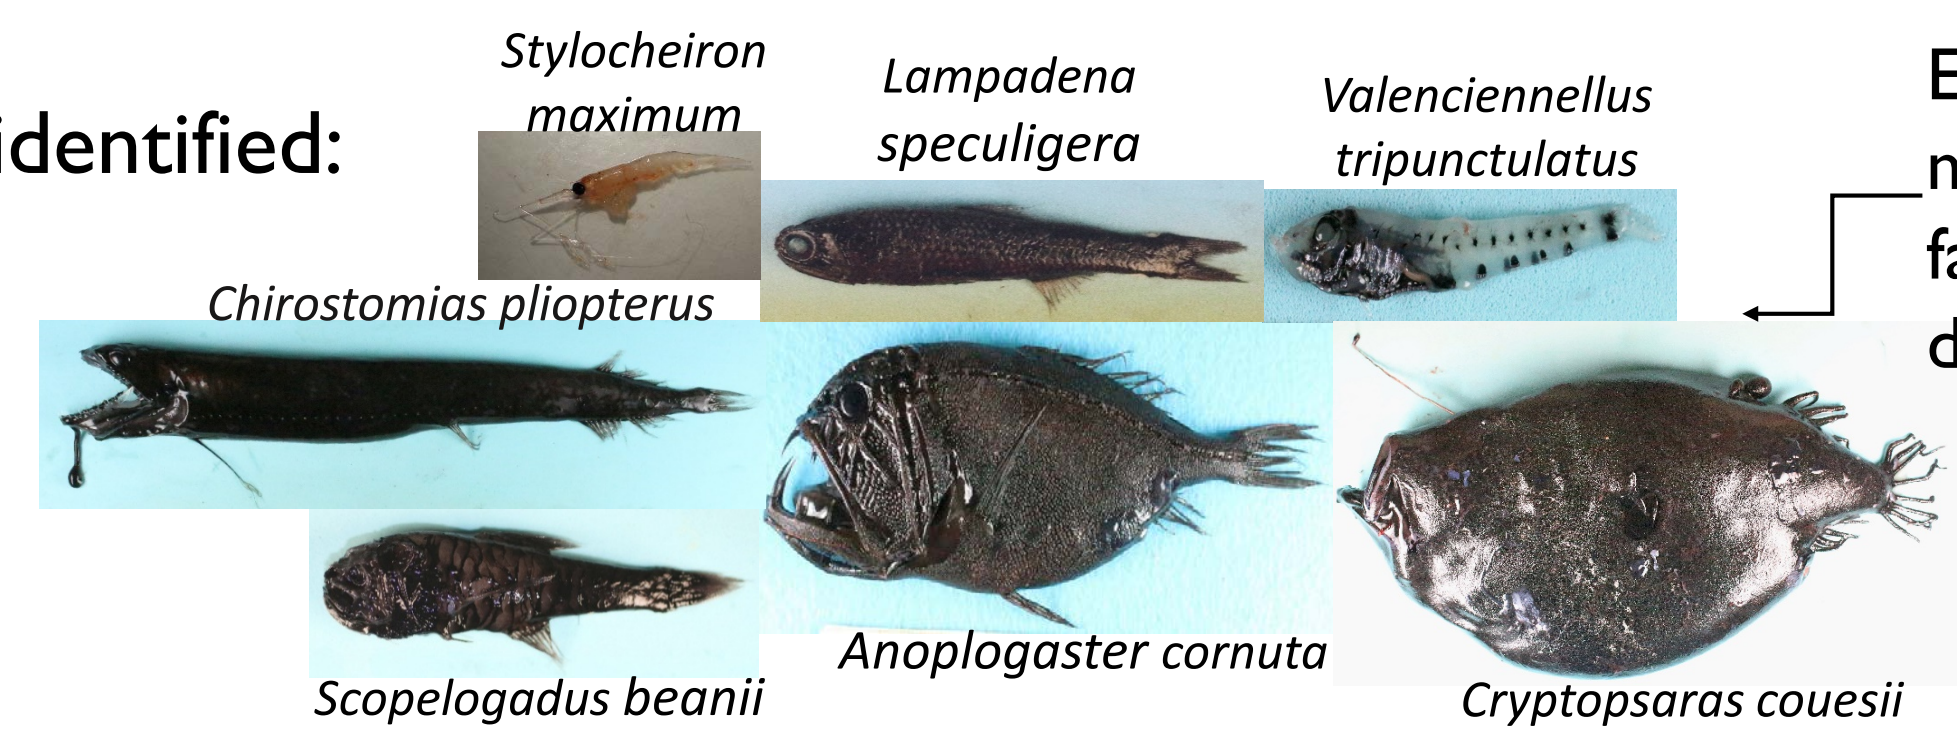 identified:
Stylocheiron
maximum
Lampadena
speculigera
Valenciennellus
tripunctulatus
Chirostomias pliopterus
Anoplogaster cornuta
Scopelogadus beanii
Cryptopsaras couesii